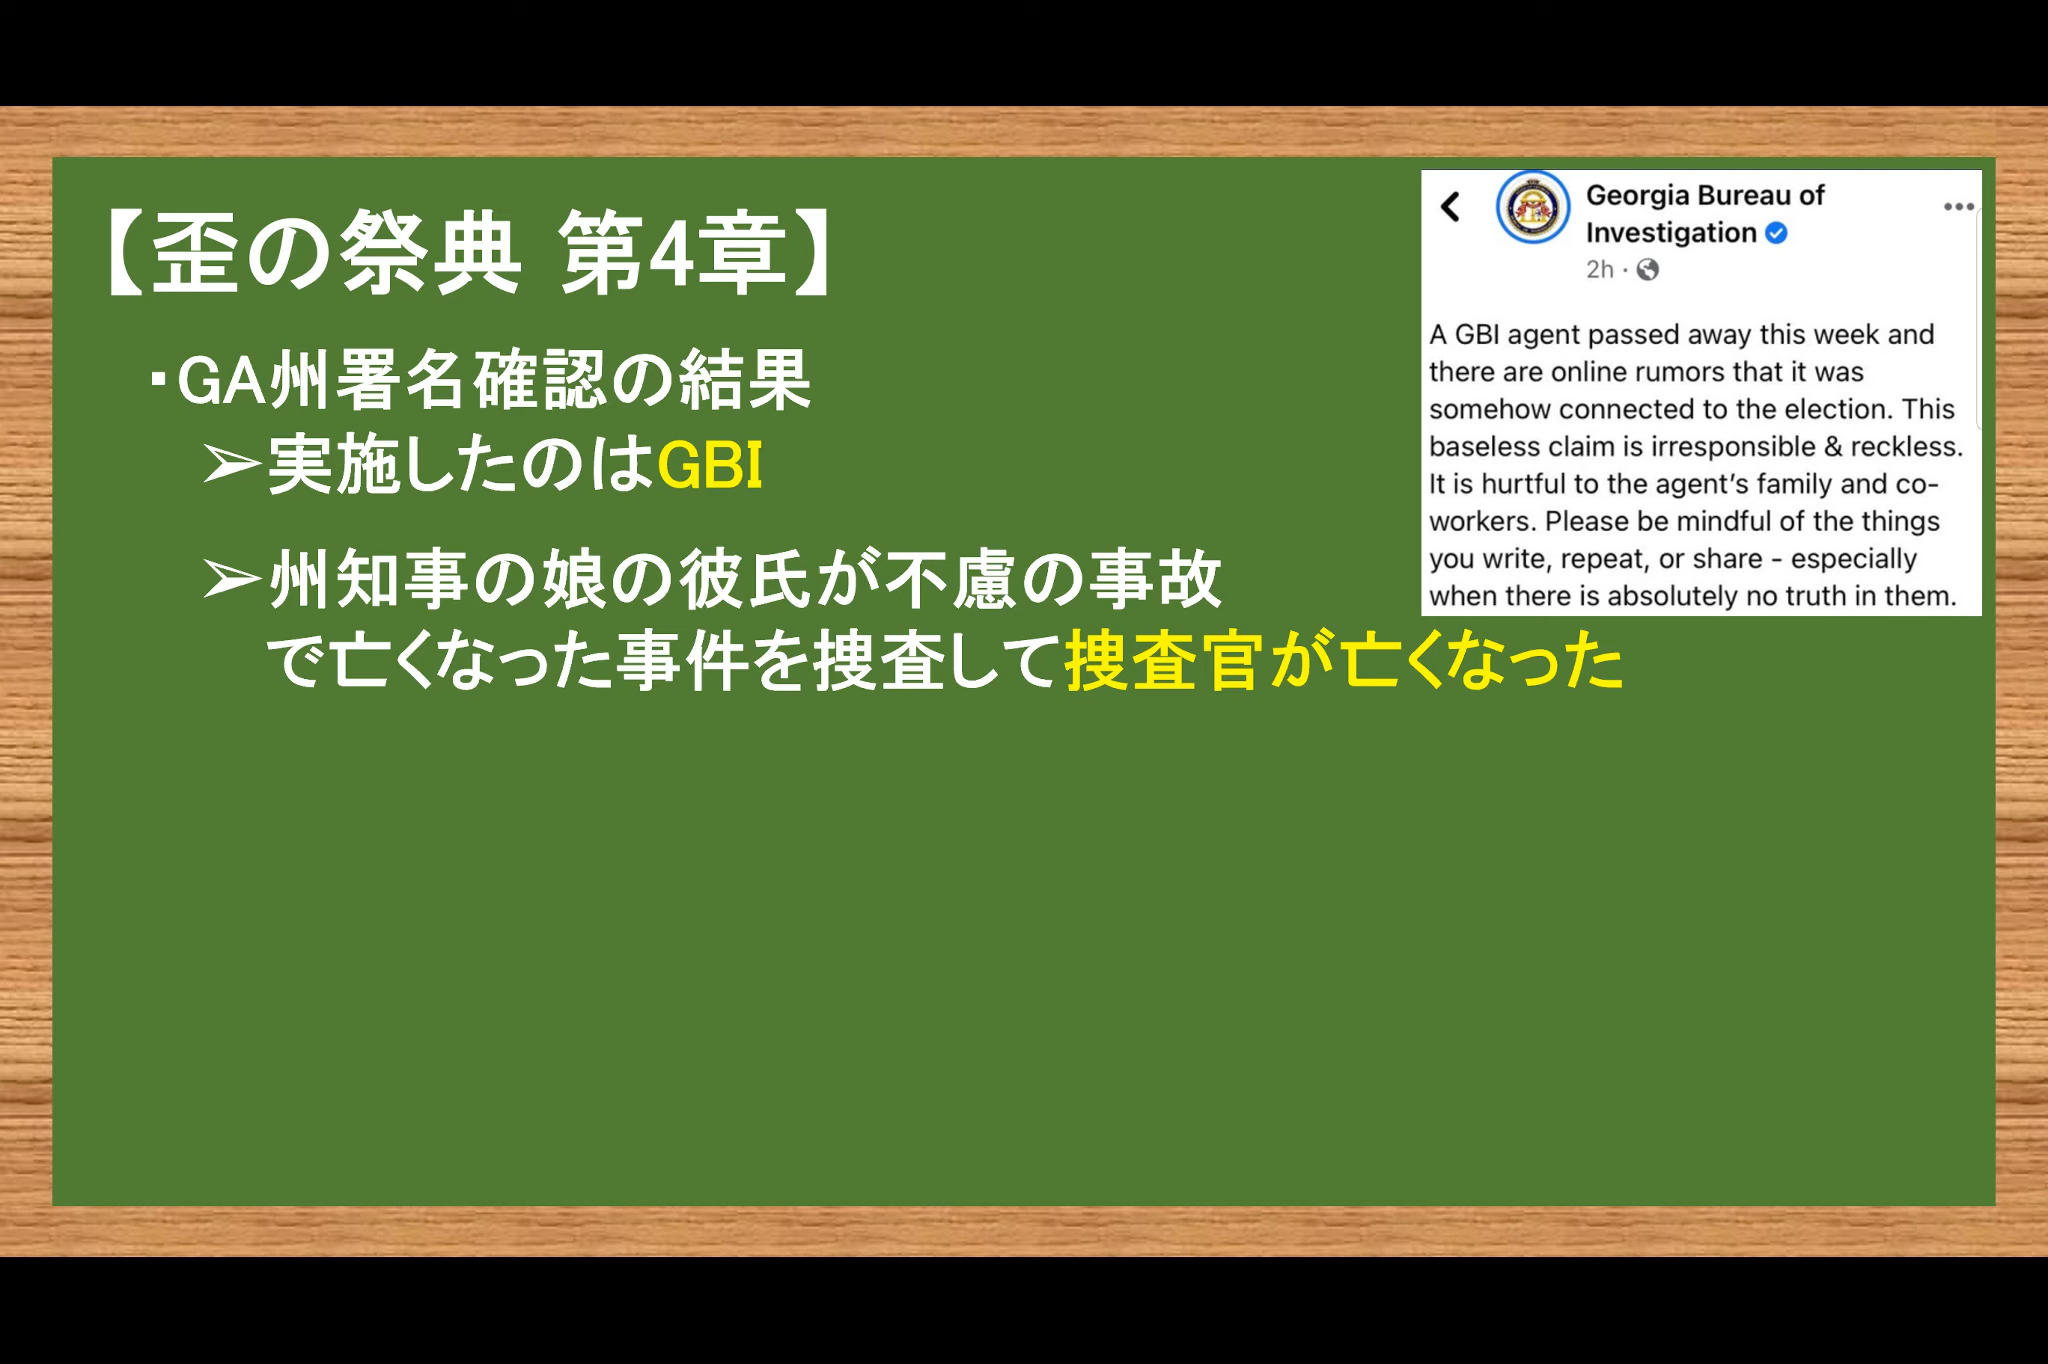 【歪の祭典 第4章】
・GA州署名確認の結果
➢実施したのはGBI
➢州知事の娘の彼氏が不慮の事故
で亡くなった事件を捜査して捜査官が亡くなった
Georgia Bureau of
Investigation
2h ·
A GBI agent passed away this week and
there are online rumors that it was
somehow connected to the election. This
baseless claim is irresponsible & reckless.
It is hurtful to the agent's family and co-
workers. Please be mindful of the things
you write, repeat, or share - especially
when there is absolutely no truth in them.